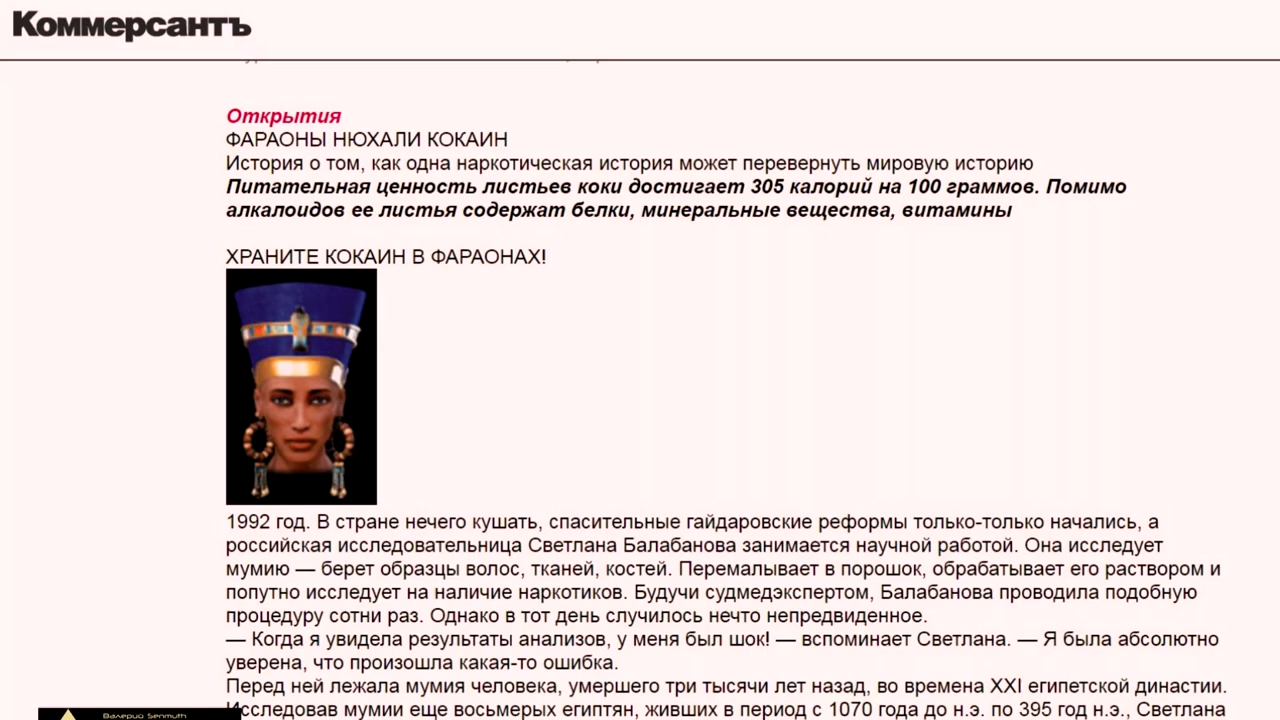 Коммерсантъ
Открытия
ФАРАОНЫ НЮХАЛИ КОКАИН
История о том, как одна наркотическая история может перевернуть мировую историю
Питательная ценность листьев коки достигает 305 калорий на 100 граммов. Помимо
алкалоидов ее листья содержат белки, минеральные вещества, витамины
ХРАНИТЕ КОКАИН В ФАРАОНАХ!
1992 год. В стране нечего кушать, спасительные гайдаровские реформы только-только начались, а
российская исследовательница Светлана Балабанова занимается научной работой. Она исследует
мумию — берет образцы волос, тканей, костей. Перемалывает в порошок, обрабатывает его раствором и
попутно исследует на наличие наркотиков. Будучи судмедэкспертом, Балабанова проводила подобную
процедуру сотни раз. Однако в тот день случилось нечто непредвиденное.
— Когда я увидела результаты анализов, у меня был шок! — вспоминает Светлана. — Я была абсолютно
уверена, что произошла какая-то ошибка.
Перед ней лежала мумия человека, умершего три тысячи лет назад, во времена XXI египетской династии.
Исследовав мумии еще восьмерых египтян, живших в период с 1070 года до н.э. по 395 год н.э., Светлана
Валерио Senmuth